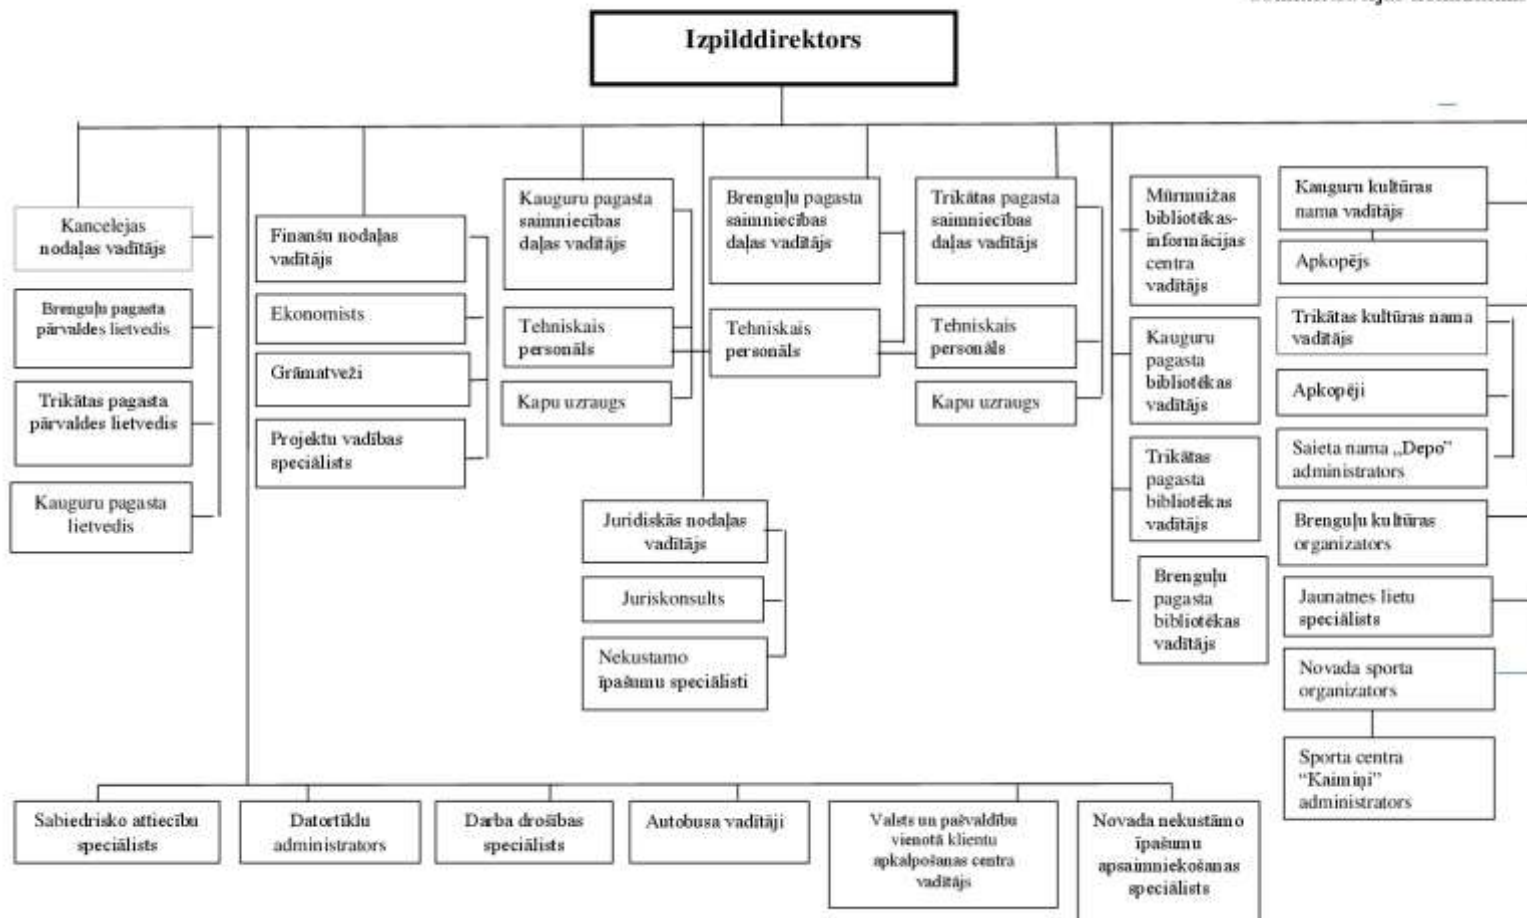 Izpilddirektors
Kancelejas
nodaļas vadītājs
Brenguļu pagasta
pārvaldes lietvedis
Trikātas pagasta
pārvaldes lietvedis
Kauguru pagasta
lietvedis
Finanšu nodaļas
vadītājs
Ekonomists
Grāmatveži
Projektu vadības
speciālists
Kauguru pagasta
saimniecības
daļas vadītājs
Tehniskais
personāls
Kapu uzraugs
Brenguļu pagasta
saimniecības
daļas vadītājs
Tehniskais
personāls
Trikātas pagasta
saimniecības
daļas vadītājs
Tehniskais
personāls
Kapu uzraugs
Juridiskās nodaļas
vadītājs
Juriskonsults
Nekustamo
īpašumu speciālisti
Mūrmuižas
bibliotēkas-
informācijas
centra
vadītājs
Kauguru
pagasta
bibliotēkas
vadītājs
Trikātas
pagasta
bibliotēkas
vadītājs
Brenguļu
pagasta
bibliotēkas
vadītājs
Kauguru kultūras
nama vadītājs
Apkopējs
Trikātas kultūras nama
vadītājs
Apkopēji
Saieta nama „Depo”
administrators
Brenguļu kultūras
organizators
Jaunatnes lietu
speciālists
Novada sporta
organizators
Sporta centra
“Kaimiņi”
administrators
Sabiedrisko attiecību
speciālists
Datortīklu
administrators
Darba drošības
speciālists
Autobusa vadītāji
Valsts un pašvaldību
vienotā klientu
apkalpošanas centra
vadītājs
Novada nekustāmo
īpašumu
apsaimniekošanas
speciālists